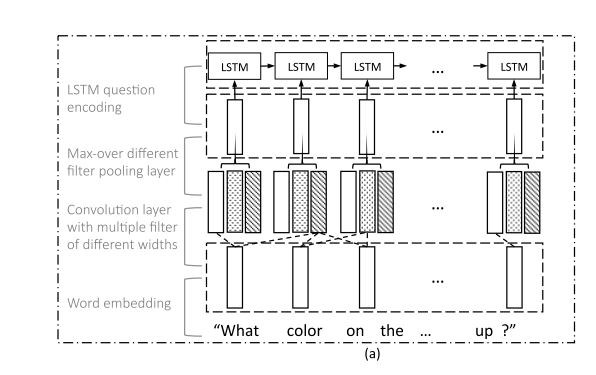 LSTM LSTM LSTM ... LSTM
LSTM question
encoding
...
Max-over different
filter pooling layer
Convolution layer
with multiple filter
of different widths
...
...
Word embedding
“What color on the ... up ?”
(a)